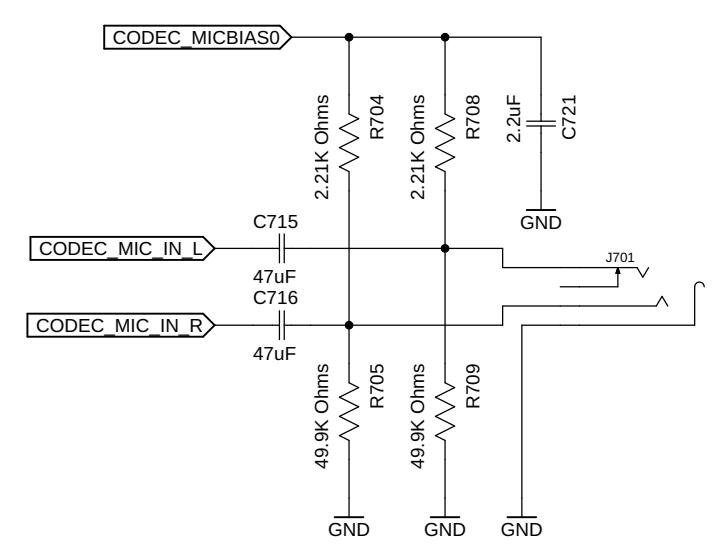 CODEC_MICBIAS0
2.21K Ohms
R704
2.21K Ohms
R708
2.2uF
C721
GND
C715
CODEC_MIC_IN_L
47uF
J701
C716
CODEC_MIC_IN_R
47uF
49.9K Ohms
R705
49.9K Ohms
R709
GND
GND
GND